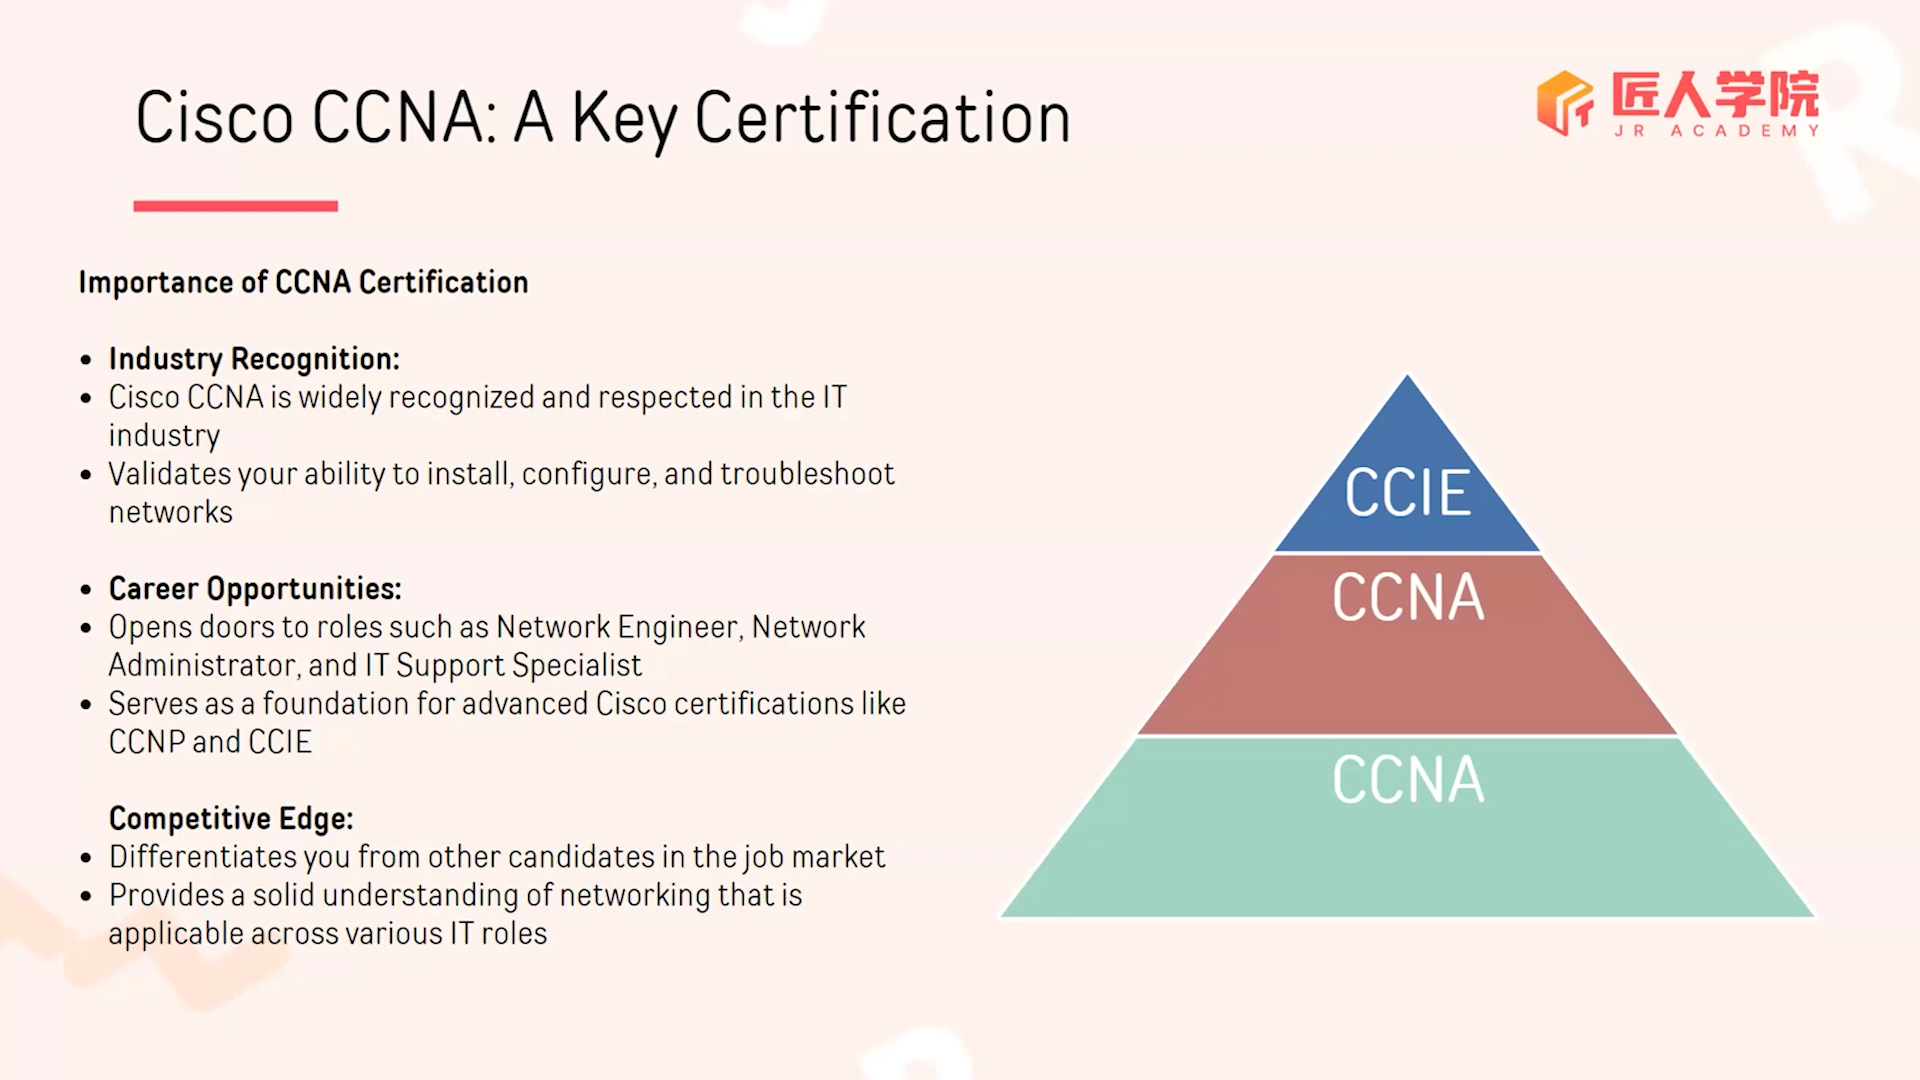 Cisco CCNA: A Key Certification
匠人学院
JR ACADEMY
Importance of CCNA Certification
• Industry Recognition:
• Cisco CCNA is widely recognized and respected in the IT
industry
• Validates your ability to install, configure, and troubleshoot
networks
• Career Opportunities:
• Opens doors to roles such as Network Engineer, Network
Administrator, and IT Support Specialist
• Serves as a foundation for advanced Cisco certifications like
CCNP and CCIE
Competitive Edge:
• Differentiates you from other candidates in the job market
• Provides a solid understanding of networking that is
applicable across various IT roles
CCIE
CCNA
CCNA